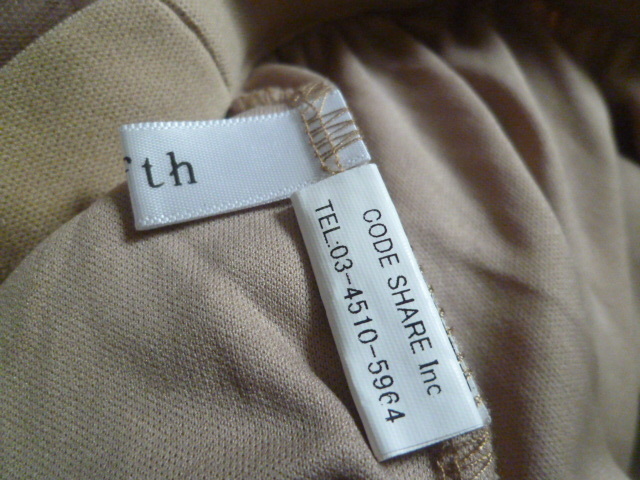 fth
CODE SHARE Inc
TEL:03-4510-5964